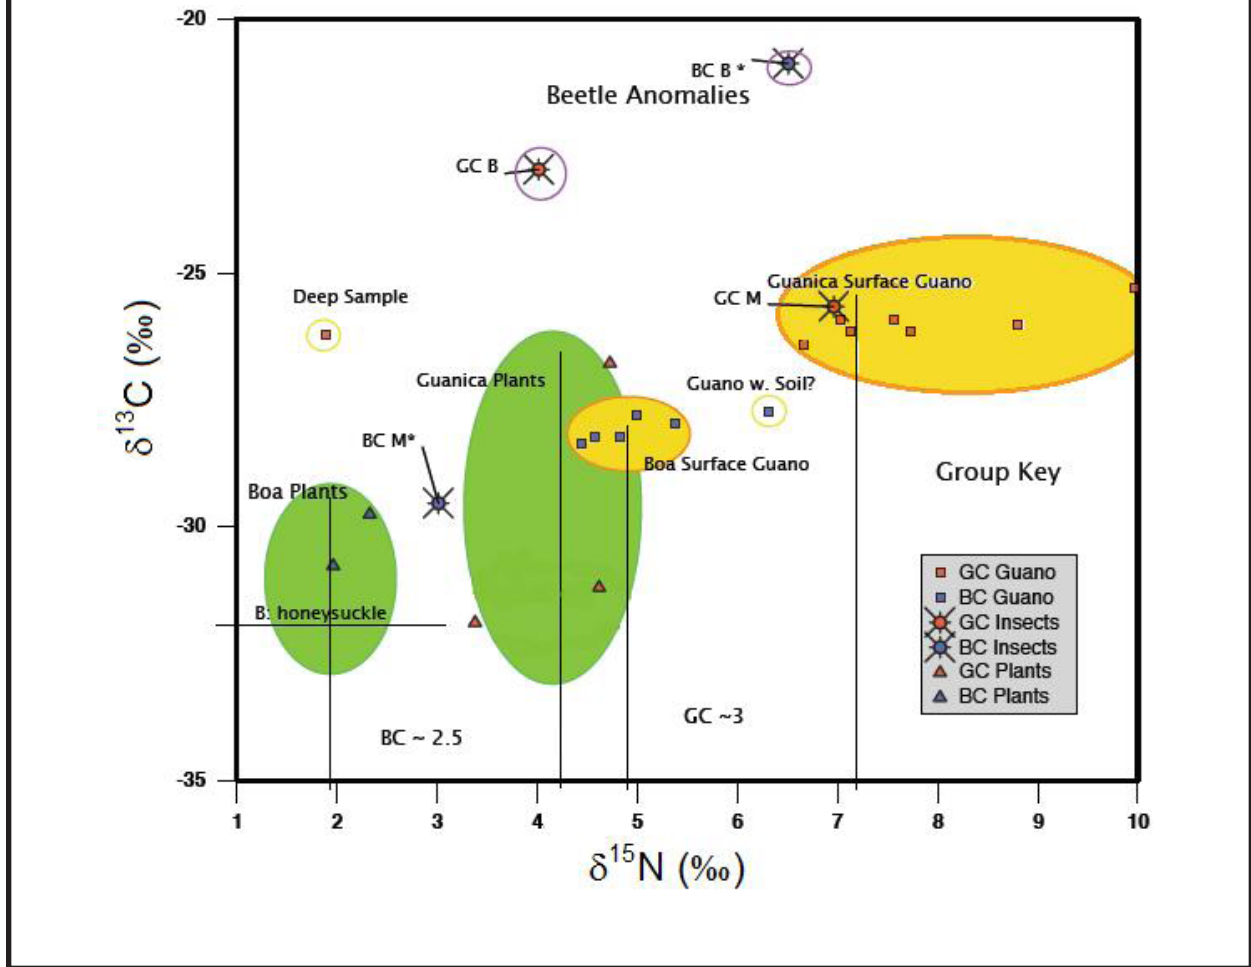 -20
BC B *
Beetle Anomalies
GC B
-25
Guanica Surface Guano
GC M
Deep Sample
Guanica Plants
Guano w. Soil?
BC M*
Boa Surface Guano
Group Key
Boa Plants
-30
B: honeysuckle
GC Guano
BC Guano
GC Insects
BC Insects
GC Plants
BC Plants
GC ~3
BC ~ 2.5
-35
1 2 3 4 5 6 7 8 9 10
δ¹³C (‰)
δ¹⁵N (‰)